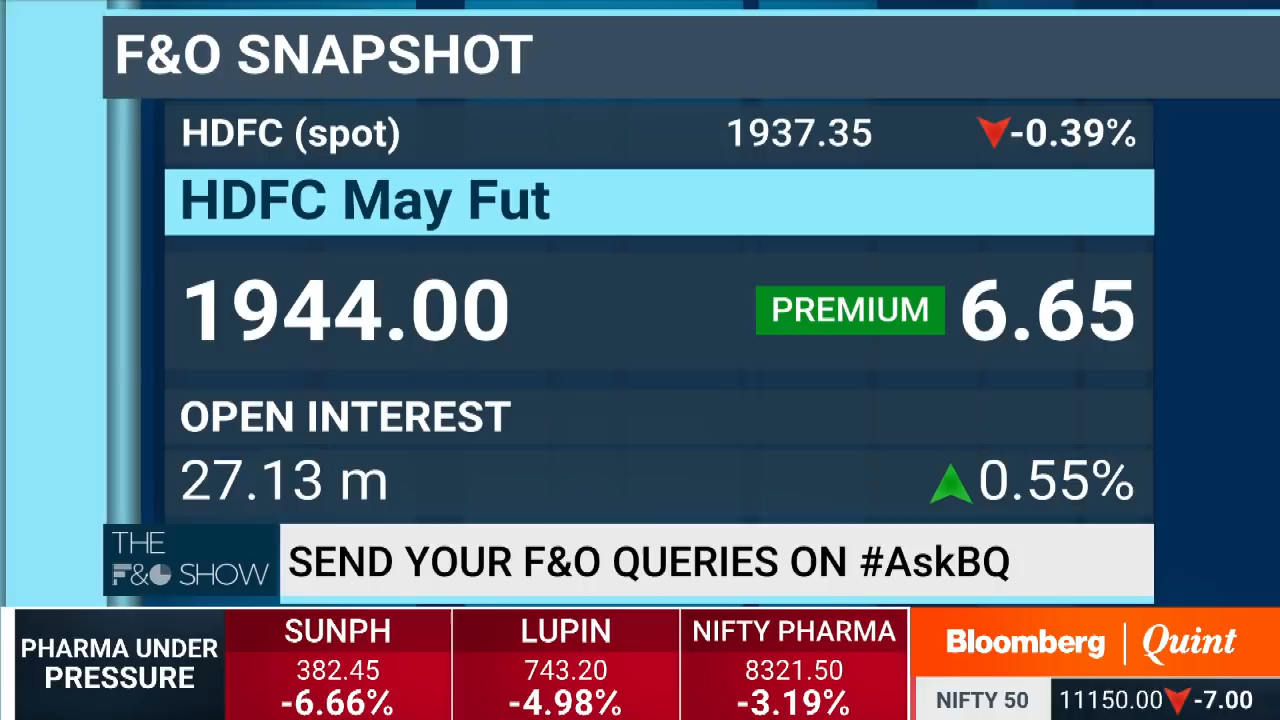 F&O SNAPSHOT
HDFC (spot) 1937.35 ▼-0.39%
HDFC May Fut
1944.00 PREMIUM 6.65
OPEN INTEREST
27.13 m ▲0.55%
THE
F&O SHOW
SEND YOUR F&O QUERIES ON #AskBQ
PHARMA UNDER
PRESSURE
SUNPH
382.45
-6.66%
LUPIN
743.20
-4.98%
NIFTY PHARMA
8321.50
-3.19%
Bloomberg | Quint
NIFTY 50 11150.00▼-7.00